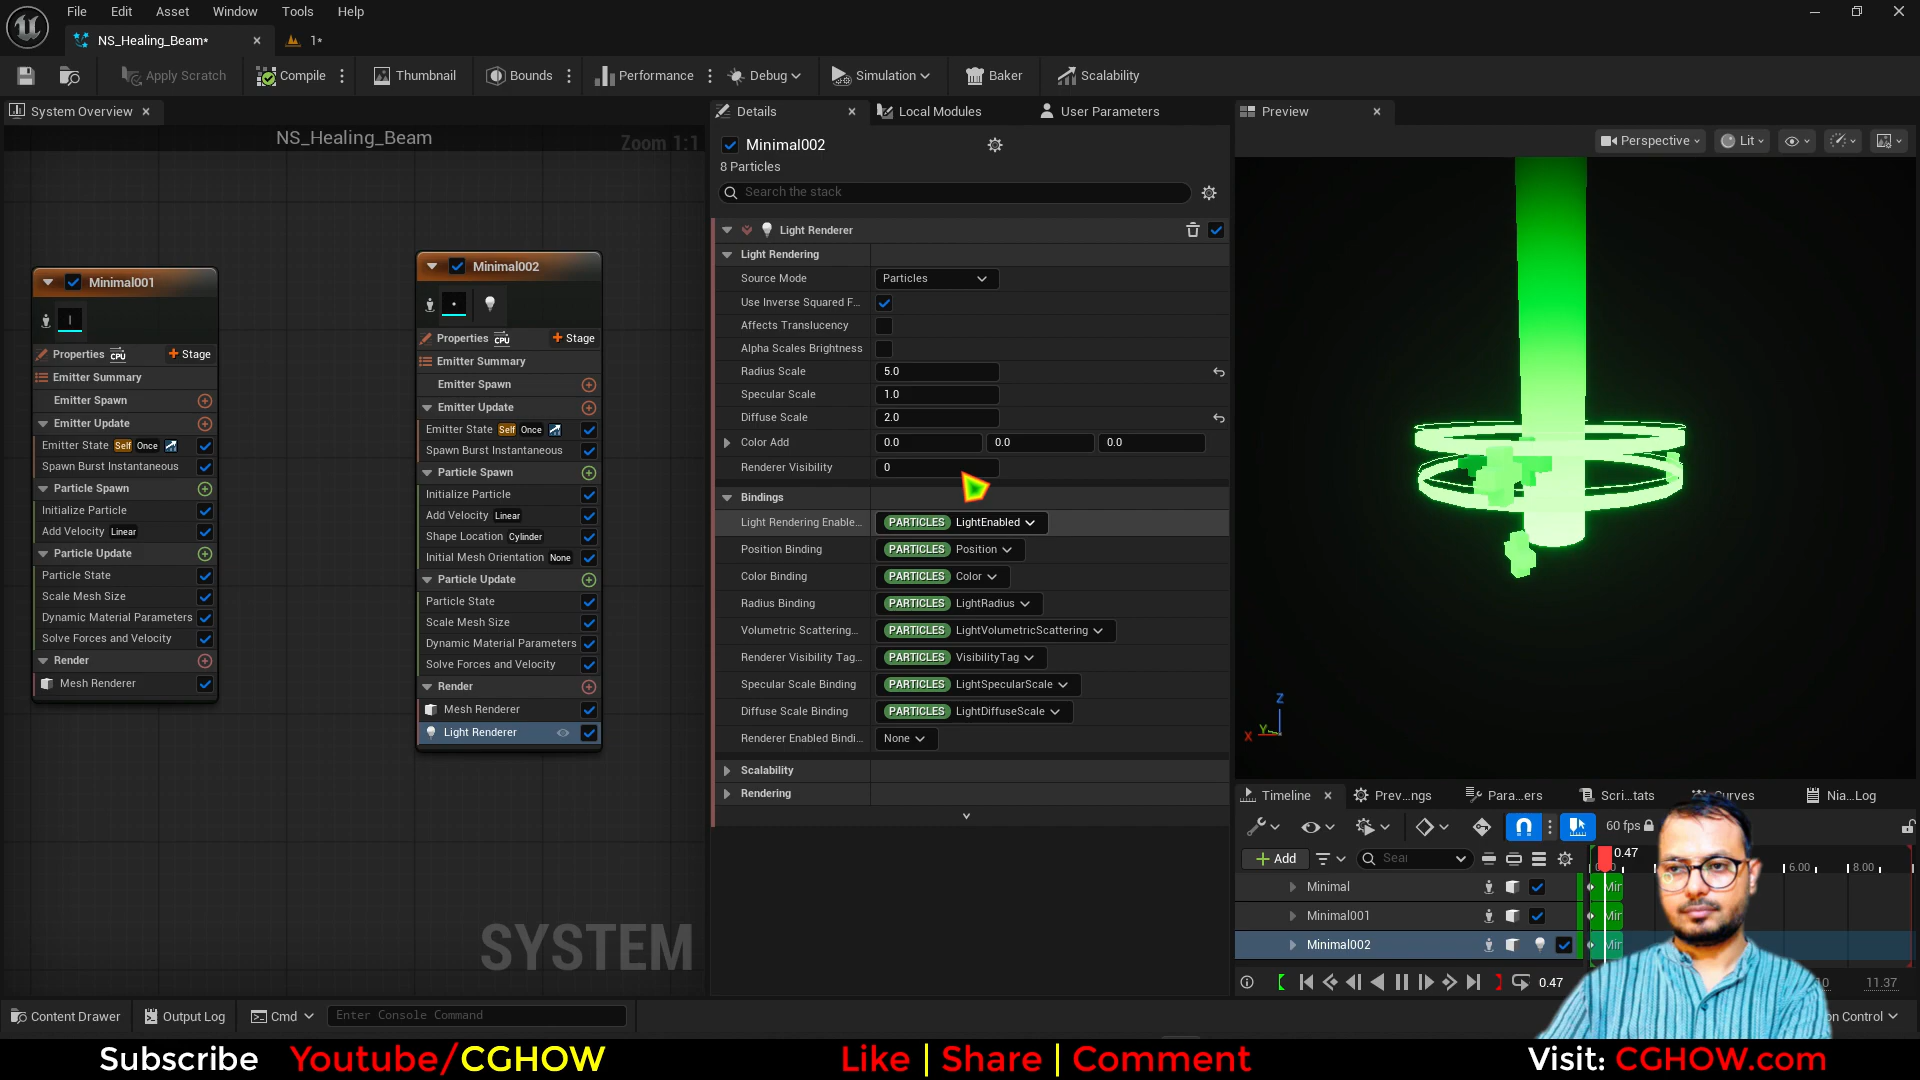 File Edit Asset Window Tools Help
NS_Healing_Beam*
1*
Apply Scratch
Compile
Thumbnail
Bounds
Performance
Debug
Simulation
Baker
Scalability
System Overview
NS_Healing_Beam
Zoom 1:1
Minimal001
Properties CPU Stage
Emitter Summary
Emitter Spawn
Emitter Update
Emitter State Self Once
Spawn Burst Instantaneous
Particle Spawn
Initialize Particle
Add Velocity Linear
Particle Update
Particle State
Scale Mesh Size
Dynamic Material Parameters
Solve Forces and Velocity
Render
Mesh Renderer
Minimal002
Properties CPU Stage
Emitter Summary
Emitter Spawn
Emitter Update
Emitter State Self Once
Spawn Burst Instantaneous
Particle Spawn
Initialize Particle
Add Velocity Linear
Shape Location Cylinder
Initial Mesh Orientation None
Particle Update
Particle State
Scale Mesh Size
Dynamic Material Parameters
Solve Forces and Velocity
Render
Mesh Renderer
Light Renderer
SYSTEM
Details
Local Modules
User Parameters
Minimal002
8 Particles
Search the stack
Light Renderer
Light Rendering
Source Mode Particles
Use Inverse Squared F...
Affects Translucency
Alpha Scales Brightness
Radius Scale 5.0
Specular Scale 1.0
Diffuse Scale 2.0
Color Add 0.0 0.0 0.0
Renderer Visibility 0
Bindings
Light Rendering Enable... PARTICLES LightEnabled
Position Binding PARTICLES Position
Color Binding PARTICLES Color
Radius Binding PARTICLES LightRadius
Volumetric Scattering... PARTICLES LightVolumetricScattering
Renderer Visibility Tag... PARTICLES VisibilityTag
Specular Scale Binding PARTICLES LightSpecularScale
Diffuse Scale Binding PARTICLES LightDiffuseScale
Renderer Enabled Bindi... None
Scalability
Rendering
Preview
Perspective
Lit
Z
Y
X
Timeline
Prev...ngs
Para...ers
Scri...tats
Curves
Nia...Log
60 fps
Add
Sear
0.47
6.00
8.00
Minimal
Minimal001
Minimal002
Min
Min
Min
0.47
11.37
Content Drawer
Output Log
Cmd
Enter Console Command
Control
Subscribe Youtube/CGHOW
Like | Share | Comment
Visit: CGHOW.com